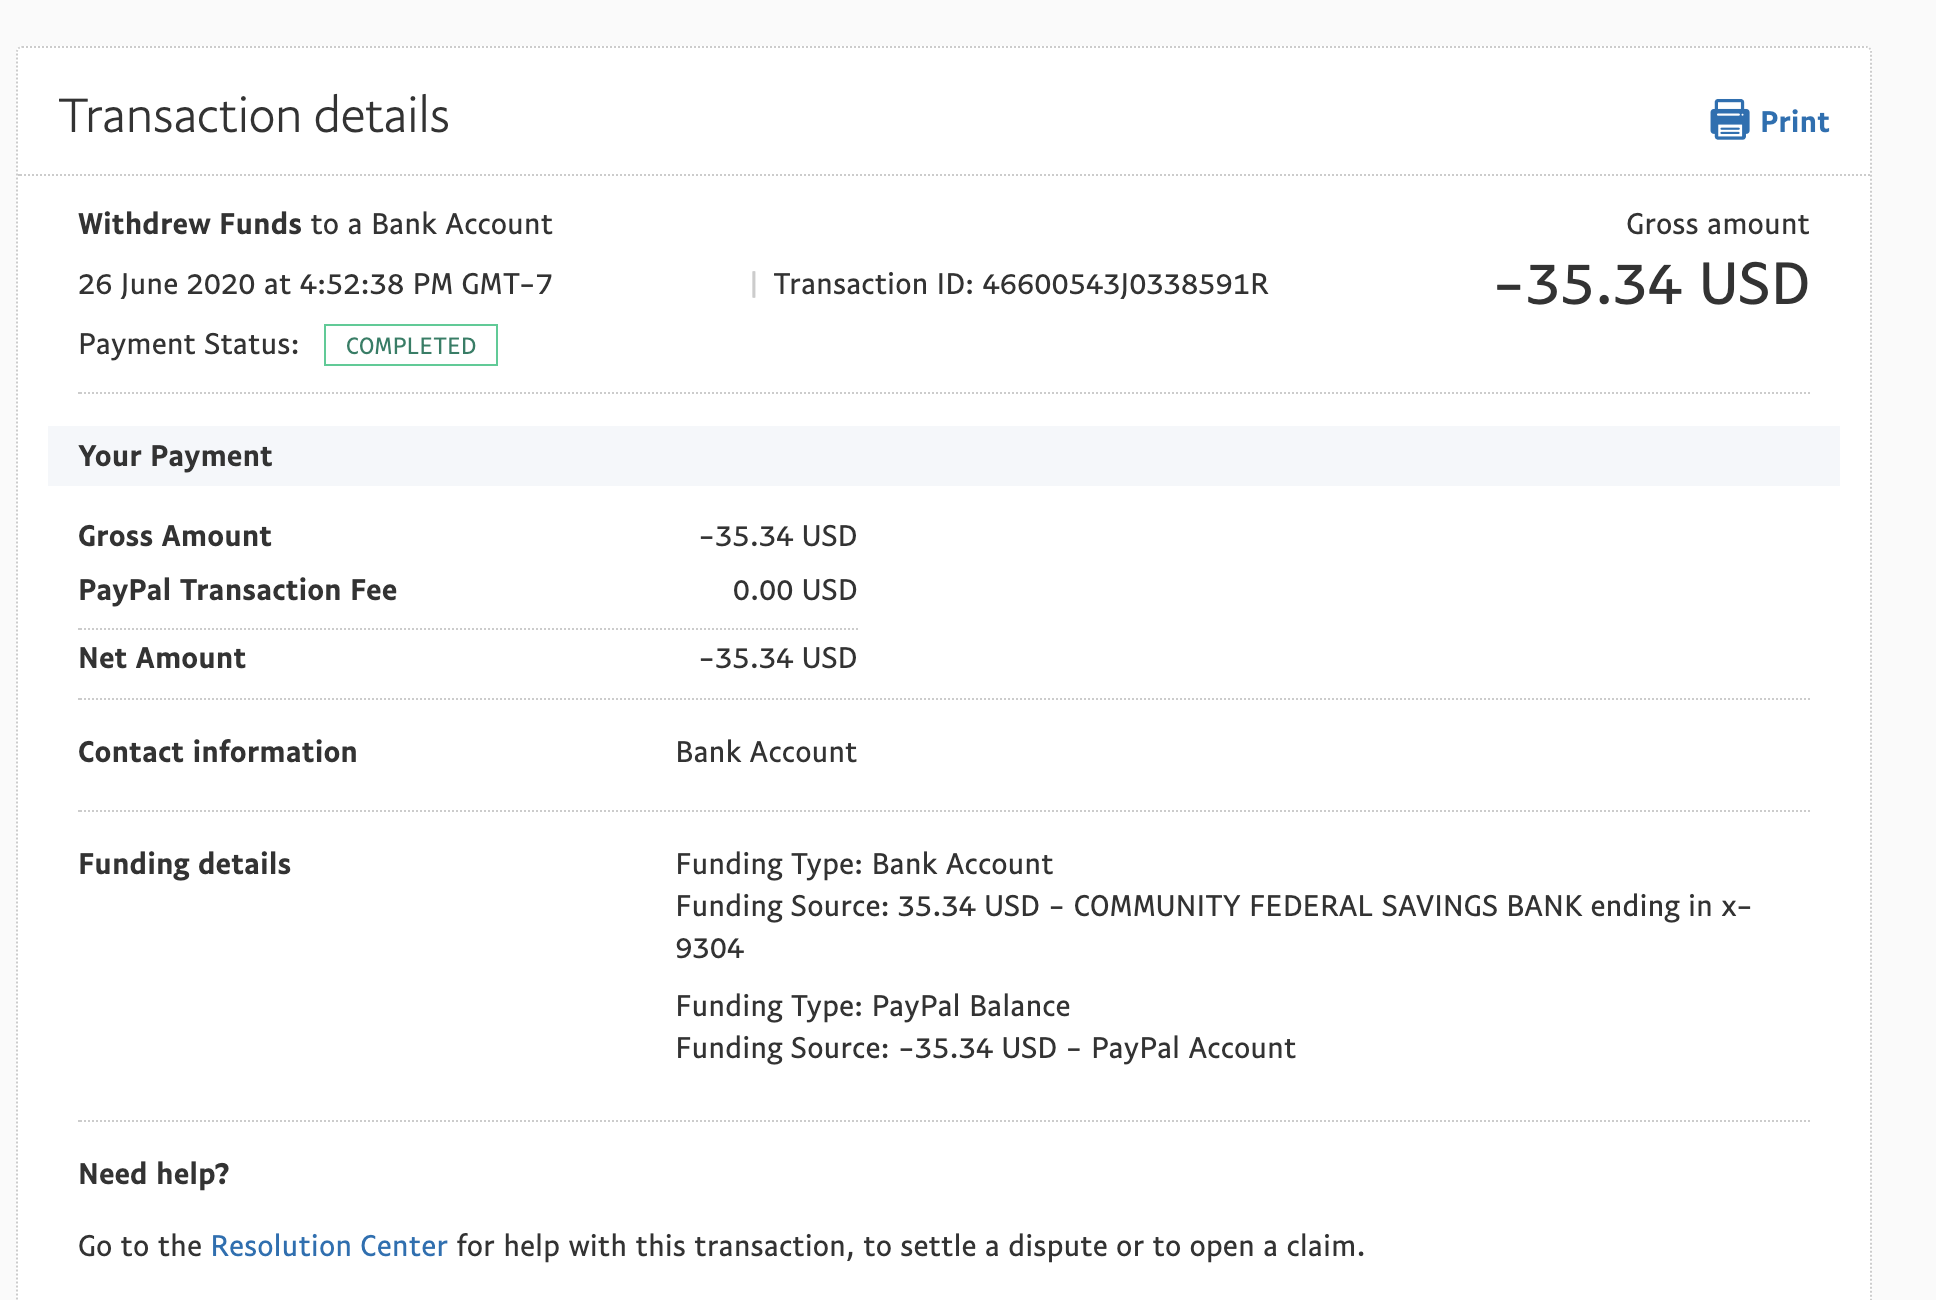 Transaction details
Print
Withdrew Funds to a Bank Account
Gross amount
26 June 2020 at 4:52:38 PM GMT-7 | Transaction ID: 46600543J0338591R
-35.34 USD
Payment Status: COMPLETED
Your Payment
Gross Amount -35.34 USD
PayPal Transaction Fee 0.00 USD
Net Amount -35.34 USD
Contact information Bank Account
Funding details Funding Type: Bank Account
Funding Source: 35.34 USD - COMMUNITY FEDERAL SAVINGS BANK ending in x-
9304
Funding Type: PayPal Balance
Funding Source: -35.34 USD - PayPal Account
Need help?
Go to the Resolution Center for help with this transaction, to settle a dispute or to open a claim.